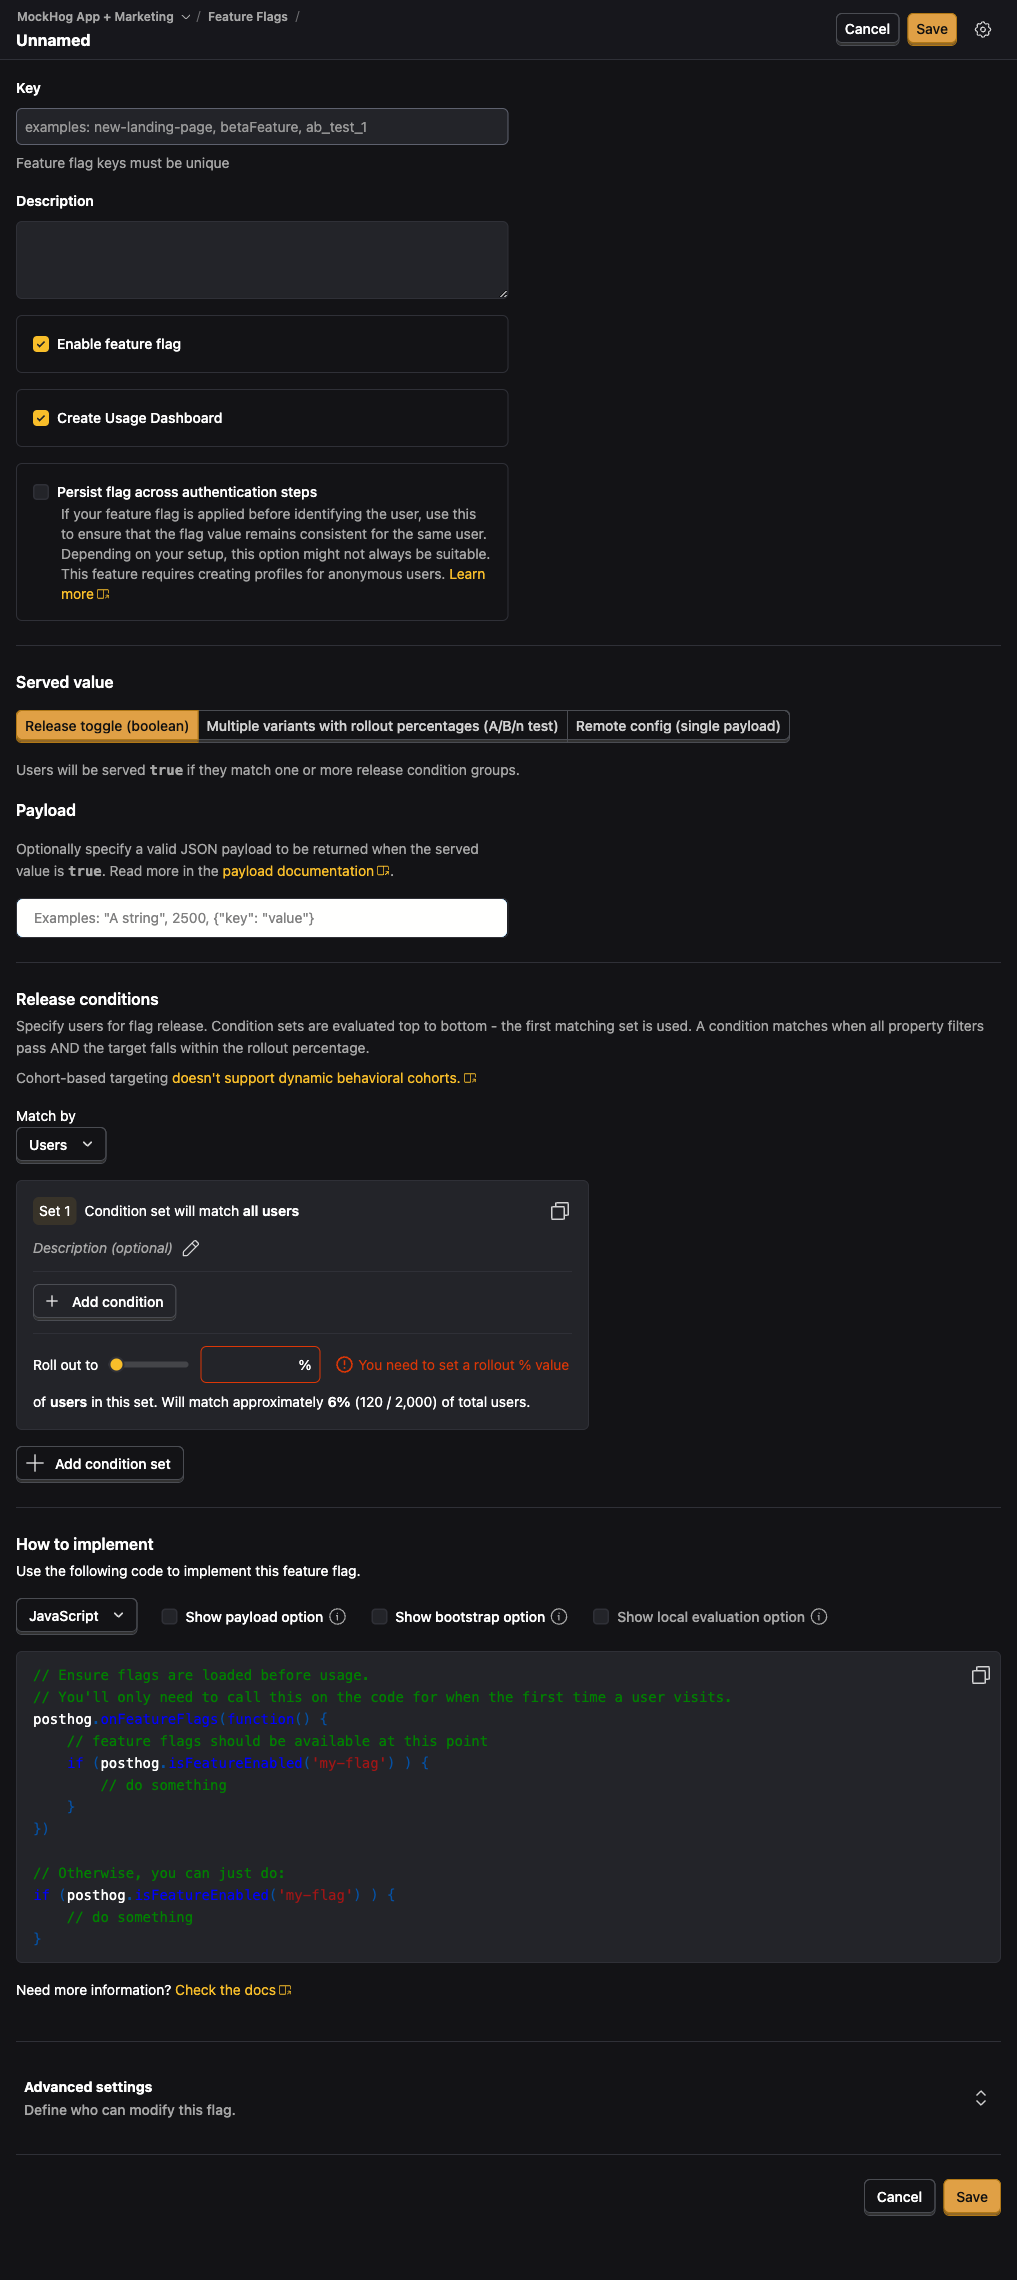 MockHog App + Marketing / Feature Flags /
Unnamed
Cancel
Save
Key
examples: new-landing-page, betaFeature, ab_test_1
Feature flag keys must be unique
Description
Enable feature flag
Create Usage Dashboard
Persist flag across authentication steps
If your feature flag is applied before identifying the user, use this
to ensure that the flag value remains consistent for the same user.
Depending on your setup, this option might not always be suitable.
This feature requires creating profiles for anonymous users. Learn
more
Served value
Release toggle (boolean)
Multiple variants with rollout percentages (A/B/n test)
Remote config (single payload)
Users will be served true if they match one or more release condition groups.
Payload
Optionally specify a valid JSON payload to be returned when the served
value is true. Read more in the payload documentation.
Examples: "A string", 2500, {"key": "value"}
Release conditions
Specify users for flag release. Condition sets are evaluated top to bottom - the first matching set is used. A condition matches when all property filters
pass AND the target falls within the rollout percentage.
Cohort-based targeting doesn't support dynamic behavioral cohorts.
Match by
Users
Set 1 Condition set will match all users
Description (optional)
Add condition
Roll out to % You need to set a rollout % value
of users in this set. Will match approximately 6% (120 / 2,000) of total users.
Add condition set
How to implement
Use the following code to implement this feature flag.
JavaScript
Show payload option
Show bootstrap option
Show local evaluation option
// Ensure flags are loaded before usage.
// You'll only need to call this on the code for when the first time a user visits.
posthog.onFeatureFlags(function() {
    // feature flags should be available at this point
    if (posthog.isFeatureEnabled('my-flag') ) {
        // do something
    }
})
// Otherwise, you can just do:
if (posthog.isFeatureEnabled('my-flag') ) {
    // do something
}
Need more information? Check the docs
Advanced settings
Define who can modify this flag.
Cancel
Save